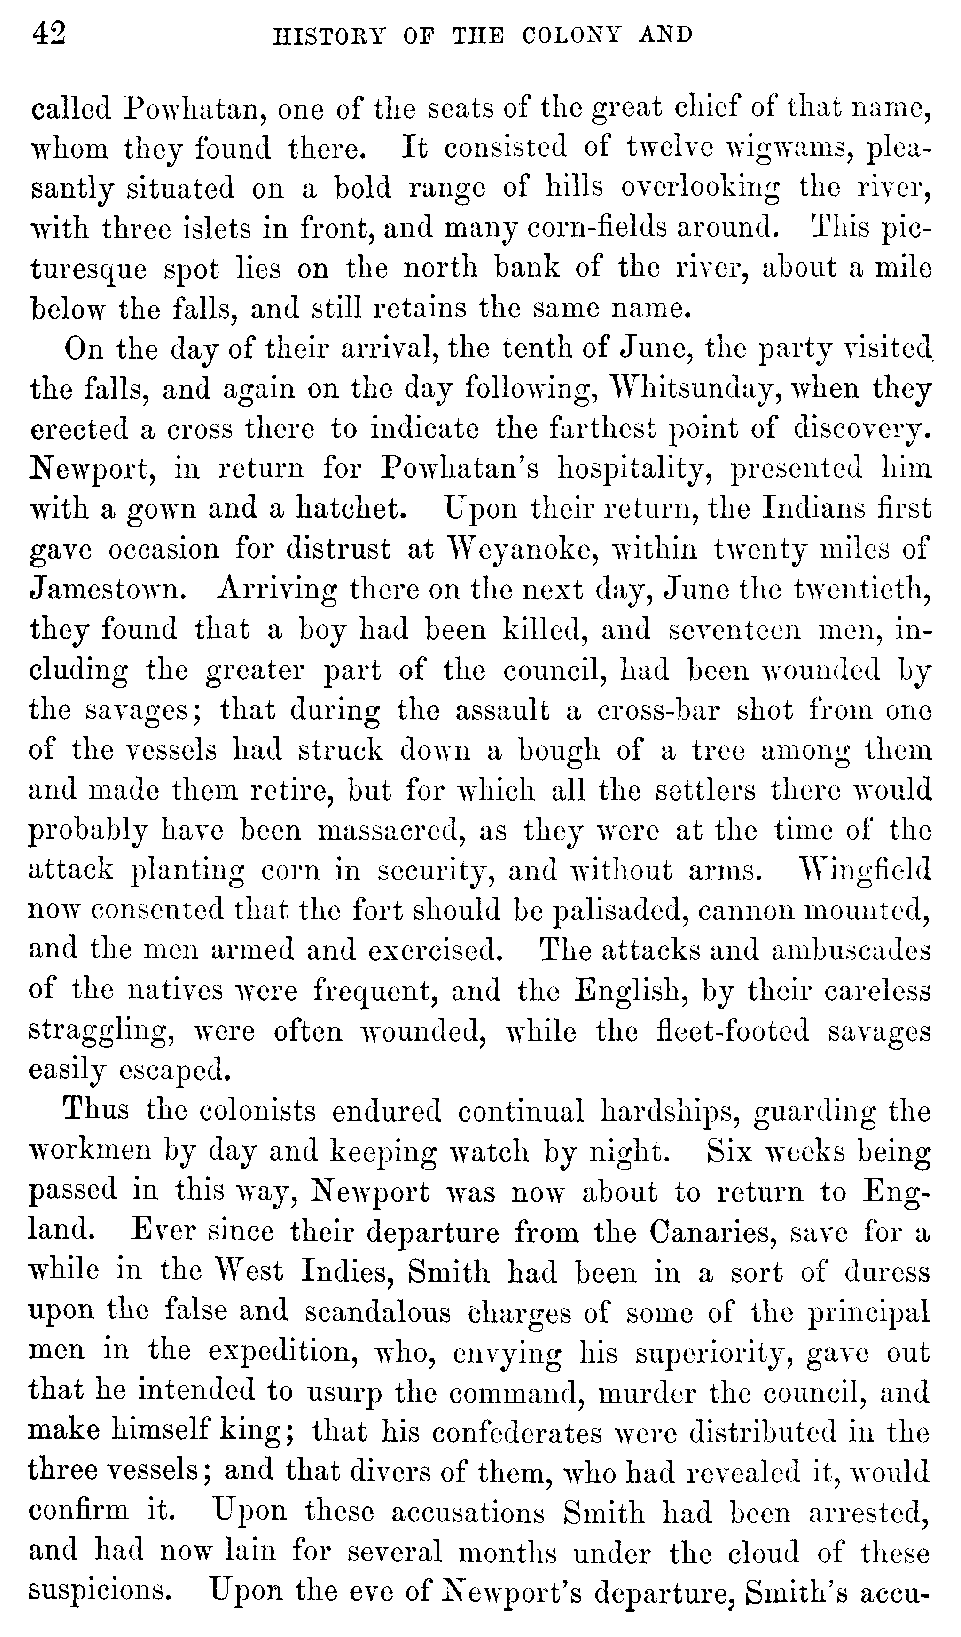 42 HISTORY OF THE COLONY AND
called Powhatan, one of the seats of the great chief of that name,
whom they found there. It consisted of twelve wigwams, plea-
santly situated on a bold range of hills overlooking the river,
with three islets in front, and many corn-fields around. This pic-
turesque spot lies on the north bank of the river, about a mile
below the falls, and still retains the same name.
On the day of their arrival, the tenth of June, the party visited
the falls, and again on the day following, Whitsunday, when they
erected a cross there to indicate the farthest point of discovery.
Newport, in return for Powhatan's hospitality, presented him
with a gown and a hatchet. Upon their return, the Indians first
gave occasion for distrust at Weyanoke, within twenty miles of
Jamestown. Arriving there on the next day, June the twentieth,
they found that a boy had been killed, and seventeen men, in-
cluding the greater part of the council, had been wounded by
the savages; that during the assault a cross-bar shot from one
of the vessels had struck down a bough of a tree among them
and made them retire, but for which all the settlers there would
probably have been massacred, as they were at the time of the
attack planting corn in security, and without arms. Wingfield
now consented that the fort should be palisaded, cannon mounted,
and the men armed and exercised. The attacks and ambuscades
of the natives were frequent, and the English, by their careless
straggling, were often wounded, while the fleet-footed savages
easily escaped.
Thus the colonists endured continual hardships, guarding the
workmen by day and keeping watch by night. Six weeks being
passed in this way, Newport was now about to return to Eng-
land. Ever since their departure from the Canaries, save for a
while in the West Indies, Smith had been in a sort of duress
upon the false and scandalous charges of some of the principal
men in the expedition, who, envying his superiority, gave out
that he intended to usurp the command, murder the council, and
make himself king; that his confederates were distributed in the
three vessels; and that divers of them, who had revealed it, would
confirm it. Upon these accusations Smith had been arrested,
and had now lain for several months under the cloud of these
suspicions. Upon the eve of Newport's departure, Smith's accu-